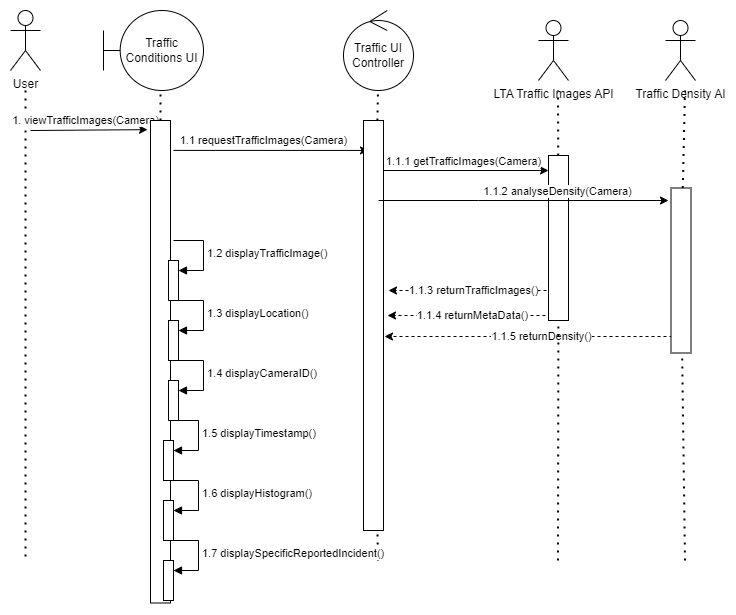 Traffic
Conditions UI
Traffic UI
Controller
User
LTA Traffic Images API
Traffic Density AI
1. viewTrafficImages(Camera)
1.1 requestTrafficImages(Camera)
1.1.1 getTrafficImages(Camera)
1.1.2 analyseDensity(Camera)
1.2 displayTrafficImage()
1.1.3 returnTrafficImages()
1.3 displayLocation()
1.1.4 returnMetaData()
1.1.5 returnDensity()
1.4 displayCameraID()
1.5 displayTimestamp()
1.6 displayHistogram()
1.7 displaySpecificReportedIncident()